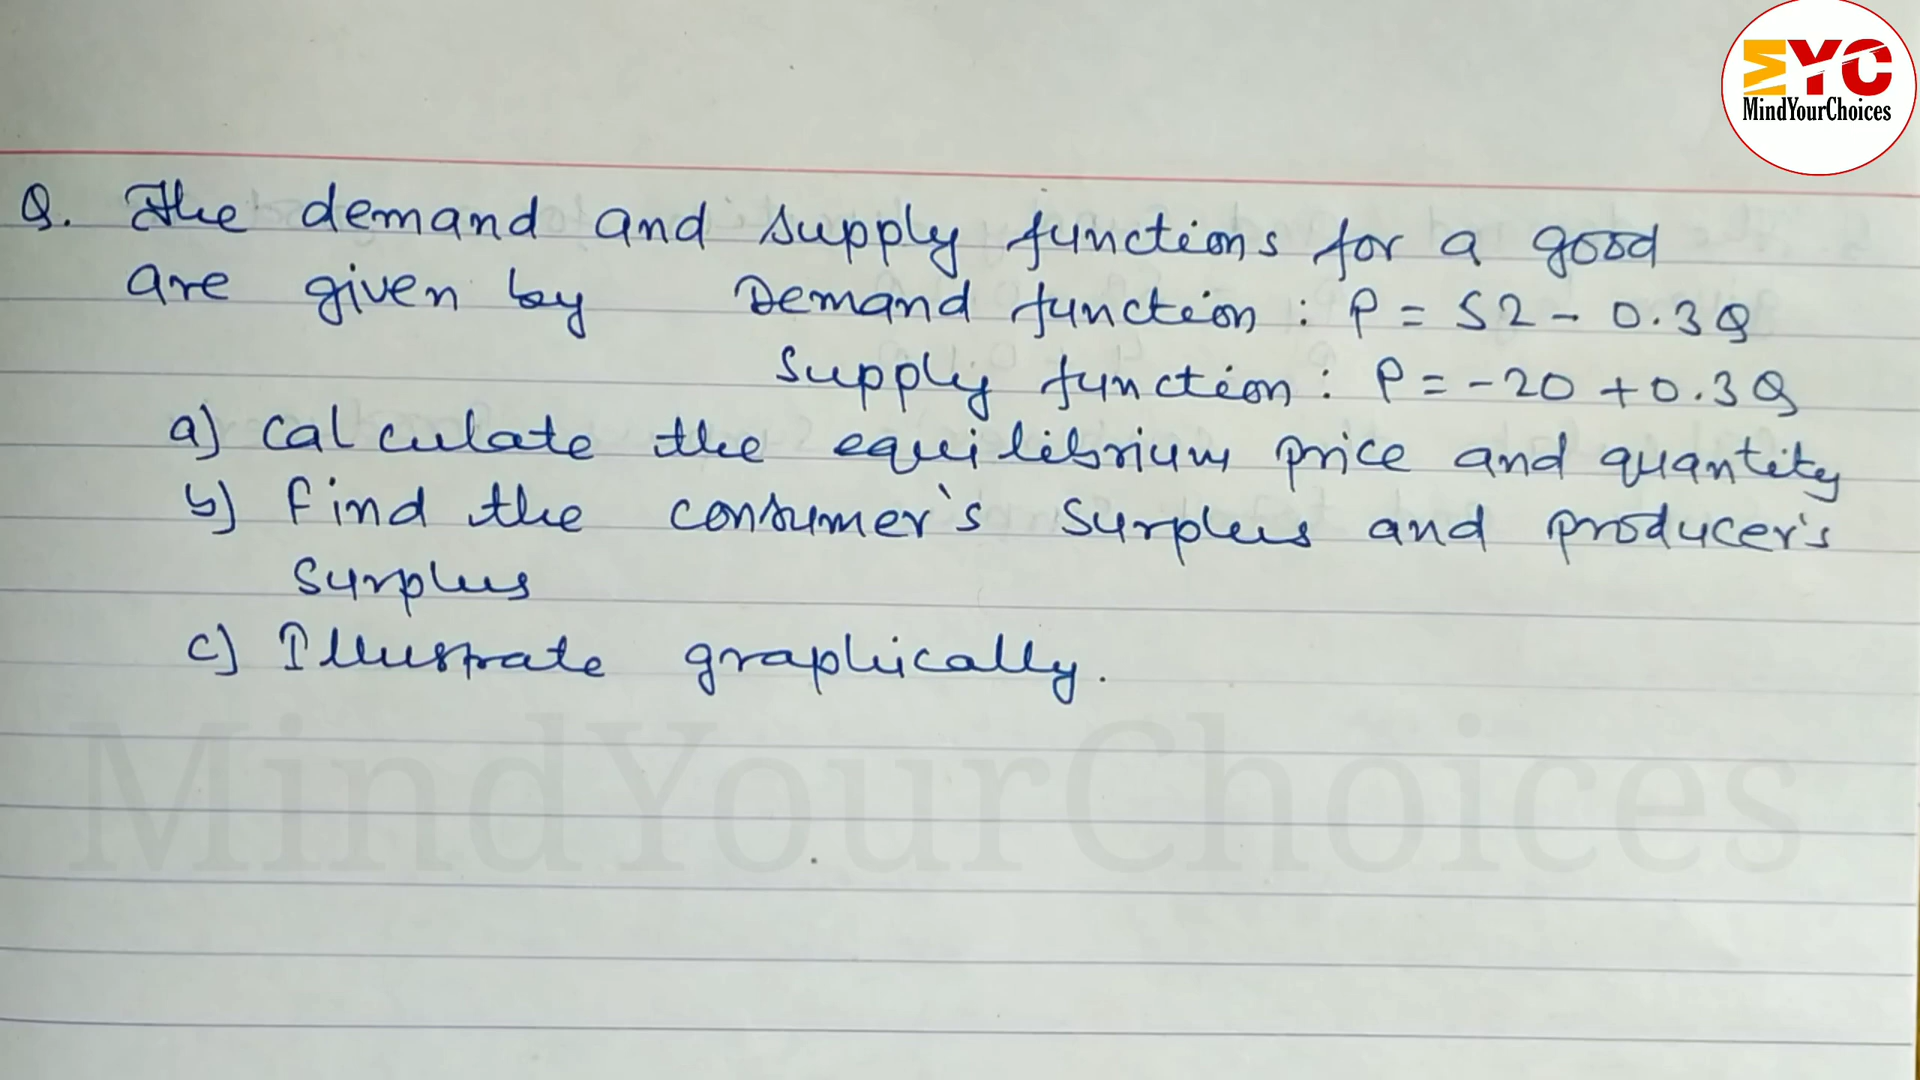 MYC
MindYourChoices
Q. The demand and supply functions for a good
are given by Demand function : P = 52 - 0.3Q
Supply function : P = -20 + 0.3Q
a) Calculate the equilibrium price and quantity
b) Find the consumer's surplus and producer's
surplus
c) Illustrate graphically.
MindYourChoices